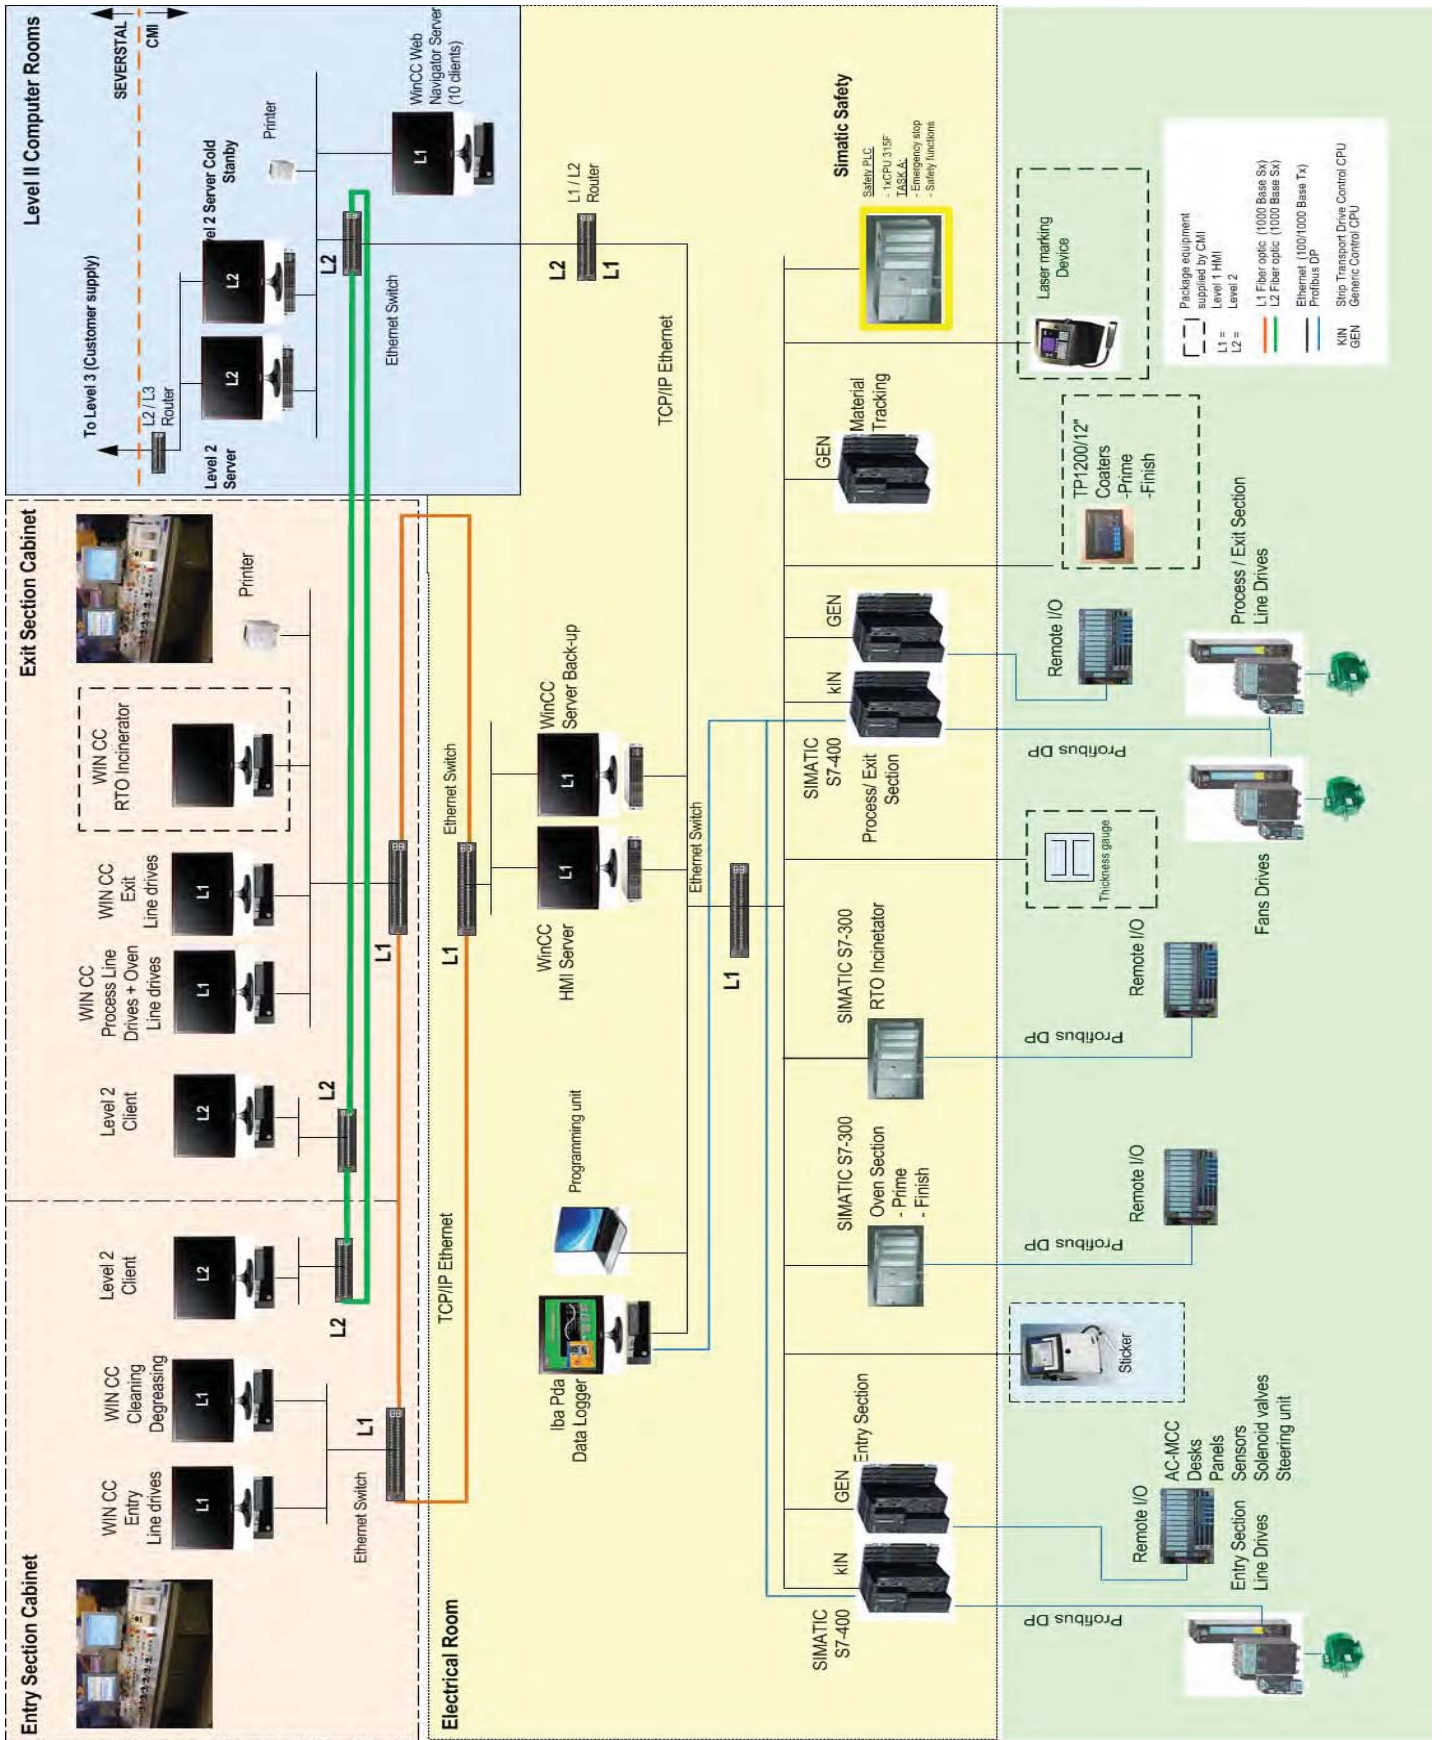 Entry Section Cabinet
WIN CC
Entry
Line drives
L1
WIN CC
Cleaning
Degreasing
L1
Level 2
Client
L2
Ethernet Switch
L1
L2
Exit Section Cabinet
Level 2
Client
L2
L2
WIN CC
Process Line
Drives + Oven
Line drives
L1
WIN CC
Exit
Line drives
L1
WIN CC
RTO Incinerator
Printer
L1
Level II Computer Rooms
SEVERSTAL
CMI
To Level 3 (Customer supply)
L2 / L3
Router
Level 2
Server
L2
Level 2 Server Cold
Stanby
L2
Printer
L2
Ethernet Switch
WinCC Web
Navigator Server
(10 clients)
L1
Electrical Room
TCP/IP Ethernet
L1
Ethernet Switch
Iba Pda
Data Logger
Programming unit
WinCC
HMI Server
L1
WinCC
Server Back-up
L1
L2
L1
L1 / L2
Router
TCP/IP Ethernet
L1
Ethernet Switch
SIMATIC
S7-400
kIN
GEN
Entry Section
SIMATIC S7-300
Oven Section
- Prime
- Finish
SIMATIC S7-300
RTO Incinetator
SIMATIC
S7-400
Process/ Exit
Section
kIN
GEN
GEN
Material
Tracking
Simatic Safety
Safety PLC
- 1xCPU 315F
TASK A:
- Emergency stop
- Safety functions
Profibus DP
Remote I/O
AC-MCC
Desks
Panels
Sensors
Solenoid valves
Steering unit
Entry Section
Line Drives
Sticker
Profibus DP
Remote I/O
Profibus DP
Remote I/O
Thickness gauge
Fans Drives
Profibus DP
Remote I/O
Process / Exit Section
Line Drives
TP1200/12"
Coaters
-Prime
-Finish
Laser marking
Device
Package equipment
supplied by CMI
L1 = Level 1 HMI
L2 = Level 2
L1 Fiber optic (1000 Base Sx)
L2 Fiber optic (1000 Base Sx)
Ethernet (100/1000 Base Tx)
Profibus DP
KIN Strip Transport Drive Control CPU
GEN Generic Control CPU